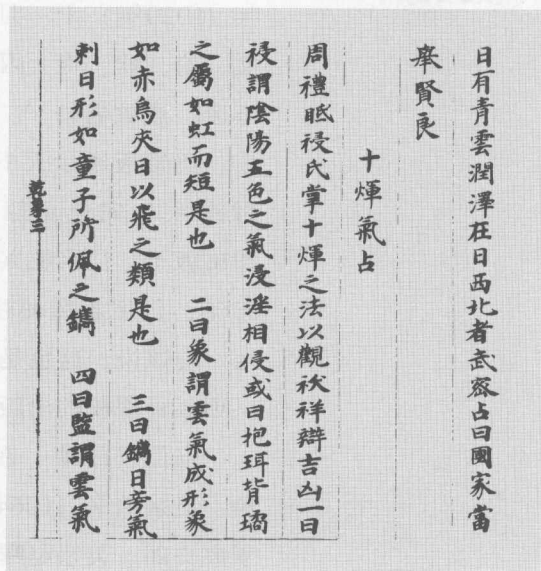 日有青雲潤澤在日西北者武密占曰國家當
舉賢良
十煇氣占
周禮眡祲氏掌十煇之法以觀祅祥辯吉凶一曰
祲謂陰陽五色之氣浸淫相侵或曰抱珥背璚
之屬如虹而短是也 二曰象謂雲氣成形象
如赤烏夾日以飛之類是也 三曰鑴日旁氣
刺日形如童子所佩之鑴 四曰監謂雲氣
乾象三